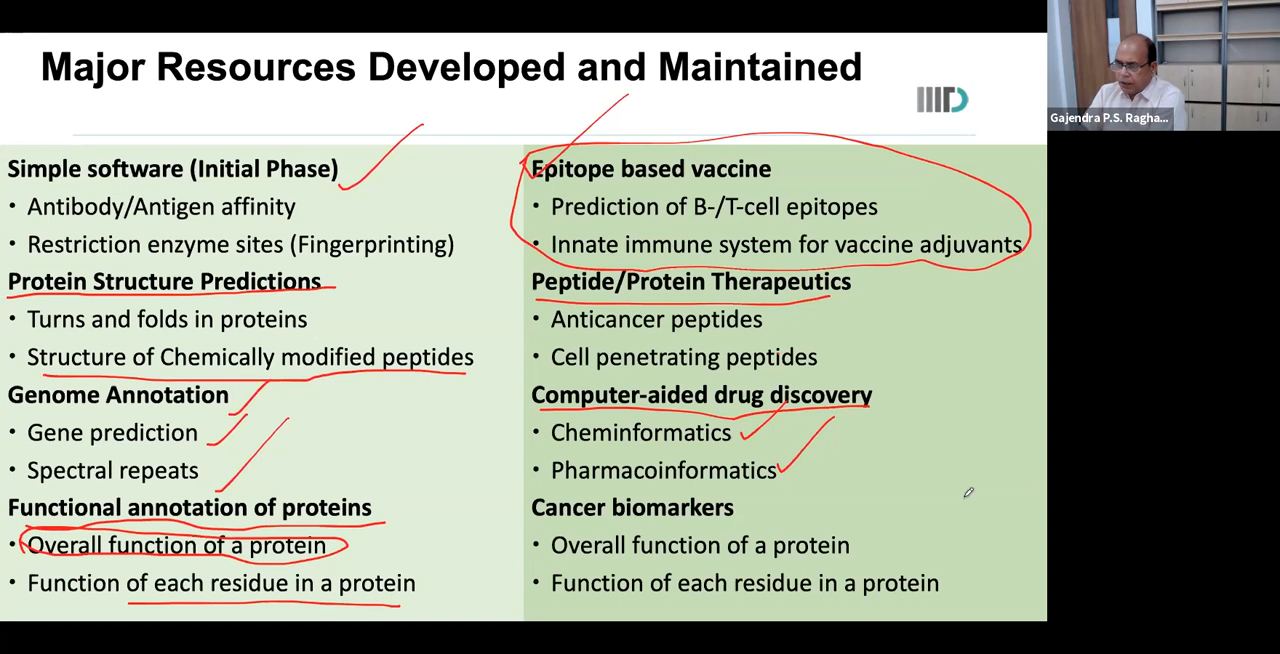 Major Resources Developed and Maintained
IIITD
Gajendra P.S. Ragha...
Simple software (Initial Phase)
• Antibody/Antigen affinity
• Restriction enzyme sites (Fingerprinting)
Protein Structure Predictions
• Turns and folds in proteins
• Structure of Chemically modified peptides
Genome Annotation
• Gene prediction
• Spectral repeats
Functional annotation of proteins
• Overall function of a protein
• Function of each residue in a protein
Epitope based vaccine
• Prediction of B-/T-cell epitopes
• Innate immune system for vaccine adjuvants
Peptide/Protein Therapeutics
• Anticancer peptides
• Cell penetrating peptides
Computer-aided drug discovery
• Cheminformatics
• Pharmacoinformatics
Cancer biomarkers
• Overall function of a protein
• Function of each residue in a protein